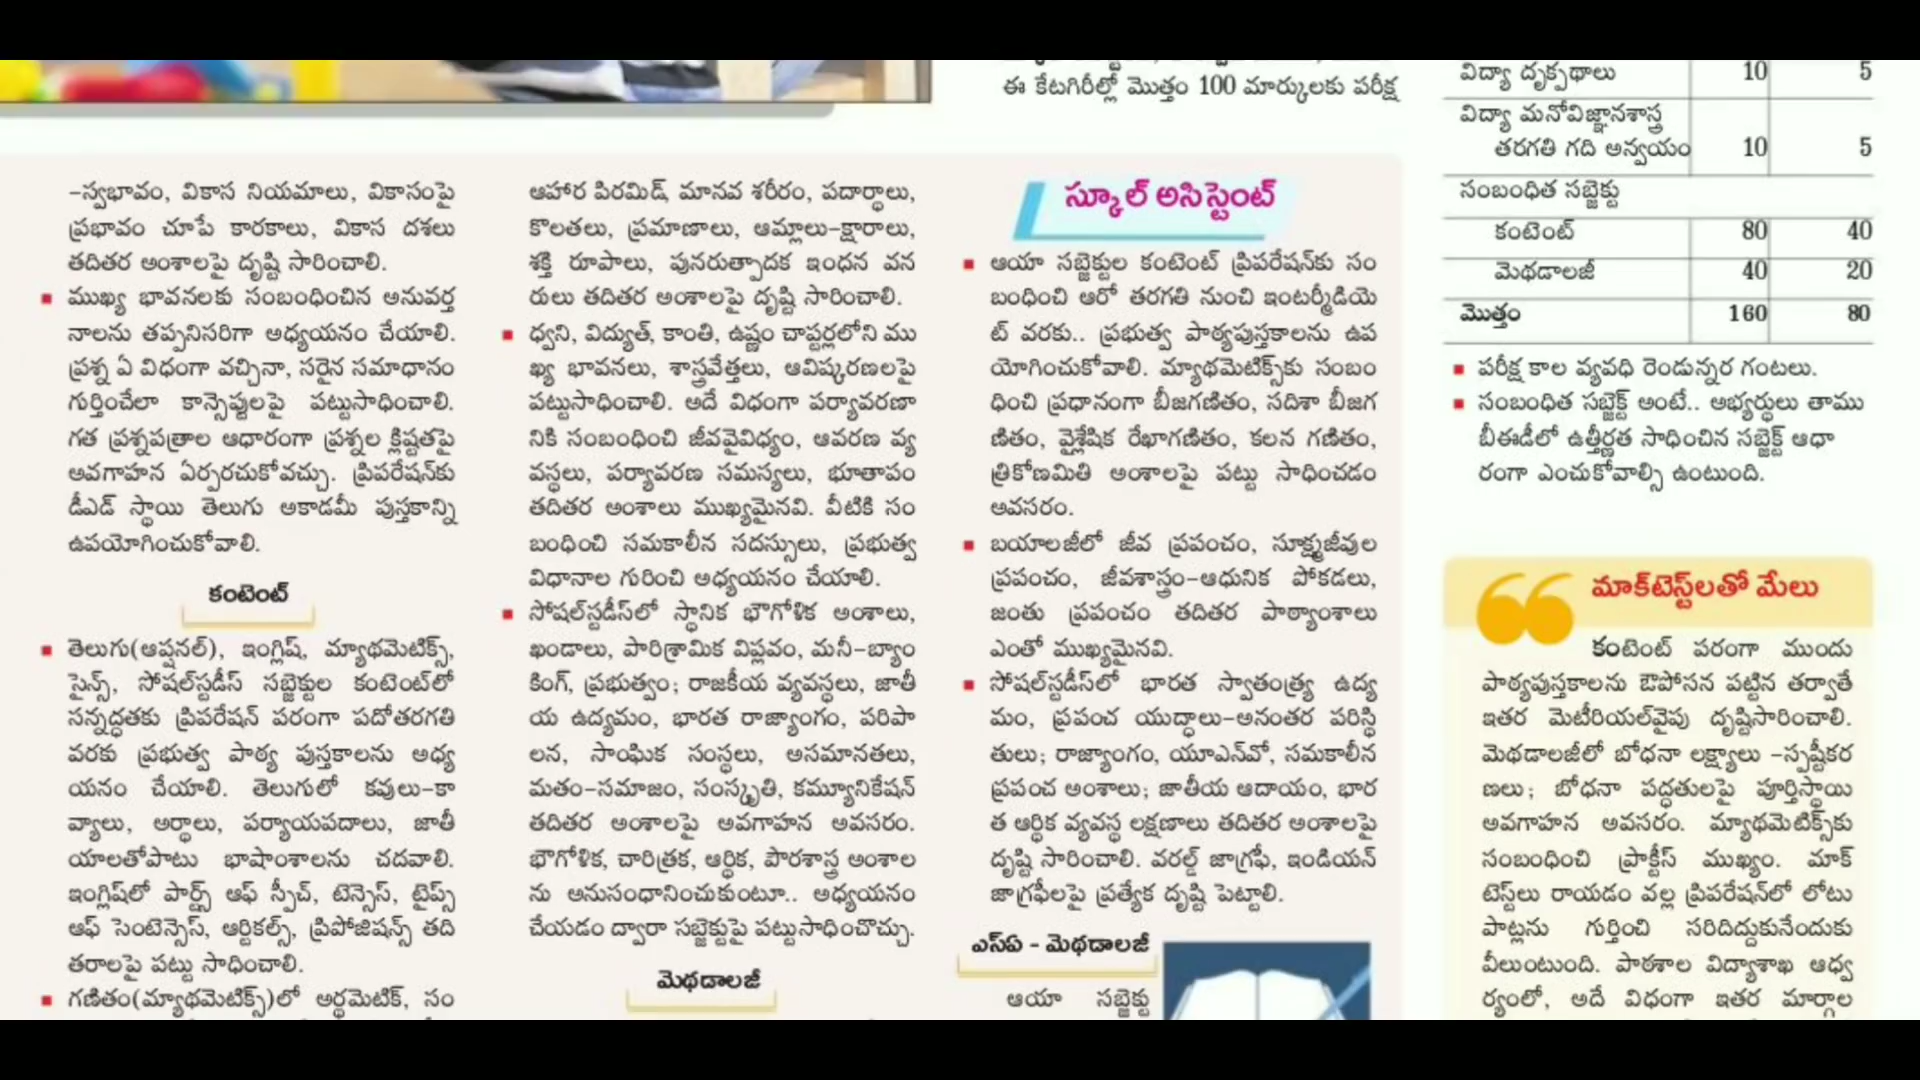 ఈ కేటగిరీల్లో మొత్తం 100 మార్కులకు పరీక్ష
-స్వభావం, వికాస నియమాలు, వికాసంపై
ప్రభావం చూపే కారకాలు, వికాస దశలు
తదితర అంశాలపై దృష్టి సారించాలి.
▪ ముఖ్య భావనలకు సంబంధించిన అనువర్త
నాలను తప్పనిసరిగా అధ్యయనం చేయాలి.
ప్రశ్న ఏ విధంగా వచ్చినా, సరైన సమాధానం
గుర్తించేలా కాన్సెప్టులపై పట్టుసాధించాలి.
గత ప్రశ్నపత్రాల ఆధారంగా ప్రశ్నల క్లిష్టతపై
అవగాహన ఏర్పరచుకోవచ్చు. ప్రిపరేషన్‌కు
డీఎడ్ స్థాయి తెలుగు అకాడమీ పుస్తకాన్ని
ఉపయోగించుకోవాలి.
కంటెంట్
▪ తెలుగు(ఆప్షనల్), ఇంగ్లిష్, మ్యాథమెటిక్స్,
సైన్స్, సోషల్‌స్టడీస్ సబ్జెక్టుల కంటెంట్‌లో
సన్నద్ధతకు ప్రిపరేషన్ పరంగా పదోతరగతి
వరకు ప్రభుత్వ పాఠ్య పుస్తకాలను అధ్య
యనం చేయాలి. తెలుగులో కవులు-కా
వ్యాలు, అర్థాలు, పర్యాయపదాలు, జాతీ
యాలతోపాటు భాషాంశాలను చదవాలి.
ఇంగ్లిష్‌లో పార్ట్స్ ఆఫ్ స్పీచ్, టెన్సెస్, టైప్స్
ఆఫ్ సెంటెన్సెస్, ఆర్టికల్స్, ప్రిపోజిషన్స్ తది
తరాలపై పట్టు సాధించాలి.
▪ గణితం(మ్యాథమెటిక్స్)లో అర్థమెటిక్, సం
ఆహార పిరమిడ్, మానవ శరీరం, పదార్థాలు,
కొలతలు, ప్రమాణాలు, ఆమ్లాలు-క్షారాలు,
శక్తి రూపాలు, పునరుత్పాదక ఇంధన వన
రులు తదితర అంశాలపై దృష్టి సారించాలి.
▪ ధ్వని, విద్యుత్, కాంతి, ఉష్ణం చాప్టర్లలోని ము
ఖ్య భావనలు, శాస్త్రవేత్తలు, ఆవిష్కరణలపై
పట్టుసాధించాలి. అదే విధంగా పర్యావరణా
నికి సంబంధించి జీవవైవిధ్యం, ఆవరణ వ్య
వస్థలు, పర్యావరణ సమస్యలు, భూతాపం
తదితర అంశాలు ముఖ్యమైనవి. వీటికి సం
బంధించి సమకాలీన సదస్సులు, ప్రభుత్వ
విధానాల గురించి అధ్యయనం చేయాలి.
▪ సోషల్‌స్టడీస్‌లో స్థానిక భౌగోళిక అంశాలు,
ఖండాలు, పారిశ్రామిక విప్లవం, మనీ-బ్యాం
కింగ్, ప్రభుత్వం; రాజకీయ వ్యవస్థలు, జాతీ
య ఉద్యమం, భారత రాజ్యాంగం, పరిపా
లన, సాంఘిక సంస్థలు, అసమానతలు,
మతం-సమాజం, సంస్కృతి, కమ్యూనికేషన్
తదితర అంశాలపై అవగాహన అవసరం.
భౌగోళిక, చారిత్రక, ఆర్థిక, పౌరశాస్త్ర అంశాల
ను అనుసంధానించుకుంటూ.. అధ్యయనం
చేయడం ద్వారా సబ్జెక్టుపై పట్టుసాధించొచ్చు.
మెథడాలజీ
స్కూల్ అసిస్టెంట్
▪ ఆయా సబ్జెక్టుల కంటెంట్ ప్రిపరేషన్‌కు సం
బంధించి ఆరో తరగతి నుంచి ఇంటర్మీడియె
ట్ వరకు.. ప్రభుత్వ పాఠ్యపుస్తకాలను ఉప
యోగించుకోవాలి. మ్యాథమెటిక్స్‌కు సంబం
ధించి ప్రధానంగా బీజగణితం, సదిశా బీజగ
ణితం, వైశ్లేషిక రేఖాగణితం, కలన గణితం,
త్రికోణమితి అంశాలపై పట్టు సాధించడం
అవసరం.
▪ బయాలజీలో జీవ ప్రపంచం, సూక్ష్మజీవుల
ప్రపంచం, జీవశాస్త్రం-ఆధునిక పోకడలు,
జంతు ప్రపంచం తదితర పాఠ్యాంశాలు
ఎంతో ముఖ్యమైనవి.
▪ సోషల్‌స్టడీస్‌లో భారత స్వాతంత్ర్య ఉద్య
మం, ప్రపంచ యుద్ధాలు-అనంతర పరిస్థి
తులు; రాజ్యాంగం, యూఎన్‌వో, సమకాలీన
ప్రపంచ అంశాలు; జాతీయ ఆదాయం, భార
త ఆర్థిక వ్యవస్థ లక్షణాలు తదితర అంశాలపై
దృష్టి సారించాలి. వరల్డ్ జాగ్రఫీ, ఇండియన్
జాగ్రఫీలపై ప్రత్యేక దృష్టి పెట్టాలి.
ఎస్ఏ - మెథడాలజీ
ఆయా సబ్జెక్టు
విద్యా దృక్పథాలు 10 5
విద్యా మనోవిజ్ఞానశాస్త్ర
తరగతి గది అన్వయం 10 5
సంబంధిత సబ్జెక్టు
కంటెంట్ 80 40
మెథడాలజీ 40 20
మొత్తం 160 80
▪ పరీక్ష కాల వ్యవధి రెండున్నర గంటలు.
▪ సంబంధిత సబ్జెక్ట్ అంటే.. అభ్యర్థులు తాము
బీఈడీలో ఉత్తీర్ణత సాధించిన సబ్జెక్ట్ ఆధా
రంగా ఎంచుకోవాల్సి ఉంటుంది.
మాక్‌టెస్ట్‌లతో మేలు
కంటెంట్ పరంగా ముందు
పాఠ్యపుస్తకాలను ఔపోసన పట్టిన తర్వాతే
ఇతర మెటీరియల్‌వైపు దృష్టిసారించాలి.
మెథడాలజీలో బోధనా లక్ష్యాలు -స్పష్టీకర
ణలు; బోధనా పద్ధతులపై పూర్తిస్థాయి
అవగాహన అవసరం. మ్యాథమెటిక్స్‌కు
సంబంధించి ప్రాక్టీస్ ముఖ్యం. మాక్
టెస్ట్‌లు రాయడం వల్ల ప్రిపరేషన్‌లో లోటు
పాట్లను గుర్తించి సరిదిద్దుకునేందుకు
వీలుంటుంది. పాఠశాల విద్యాశాఖ ఆధ్వ
ర్యంలో, అదే విధంగా ఇతర మార్గాల